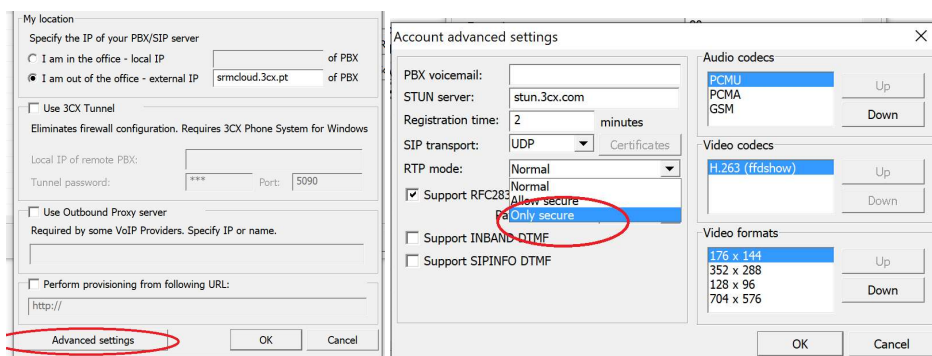 My location
Specify the IP of your PBX/SIP server
I am in the office - local IP of PBX
I am out of the office - external IP srmcloud.3cx.pt of PBX
Use 3CX Tunnel
Eliminates firewall configuration. Requires 3CX Phone System for Windows
Local IP of remote PBX:
Tunnel password: *** Port: 5090
Use Outbound Proxy server
Required by some VoIP Providers. Specify IP or name.
Perform provisioning from following URL:
http://
Advanced settings OK Cancel
Account advanced settings
PBX voicemail:
STUN server: stun.3cx.com
Registration time: 2 minutes
SIP transport: UDP Certificates
RTP mode: Normal
Normal
Support RFC283
Allow secure
Only secure
Support INBAND DTMF
Support SIPINFO DTMF
Audio codecs
PCMU
PCMA
GSM
Up
Down
Video codecs
H.263 (ffdshow)
Up
Down
Video formats
176 x 144
352 x 288
128 x 96
704 x 576
Up
Down
OK Cancel